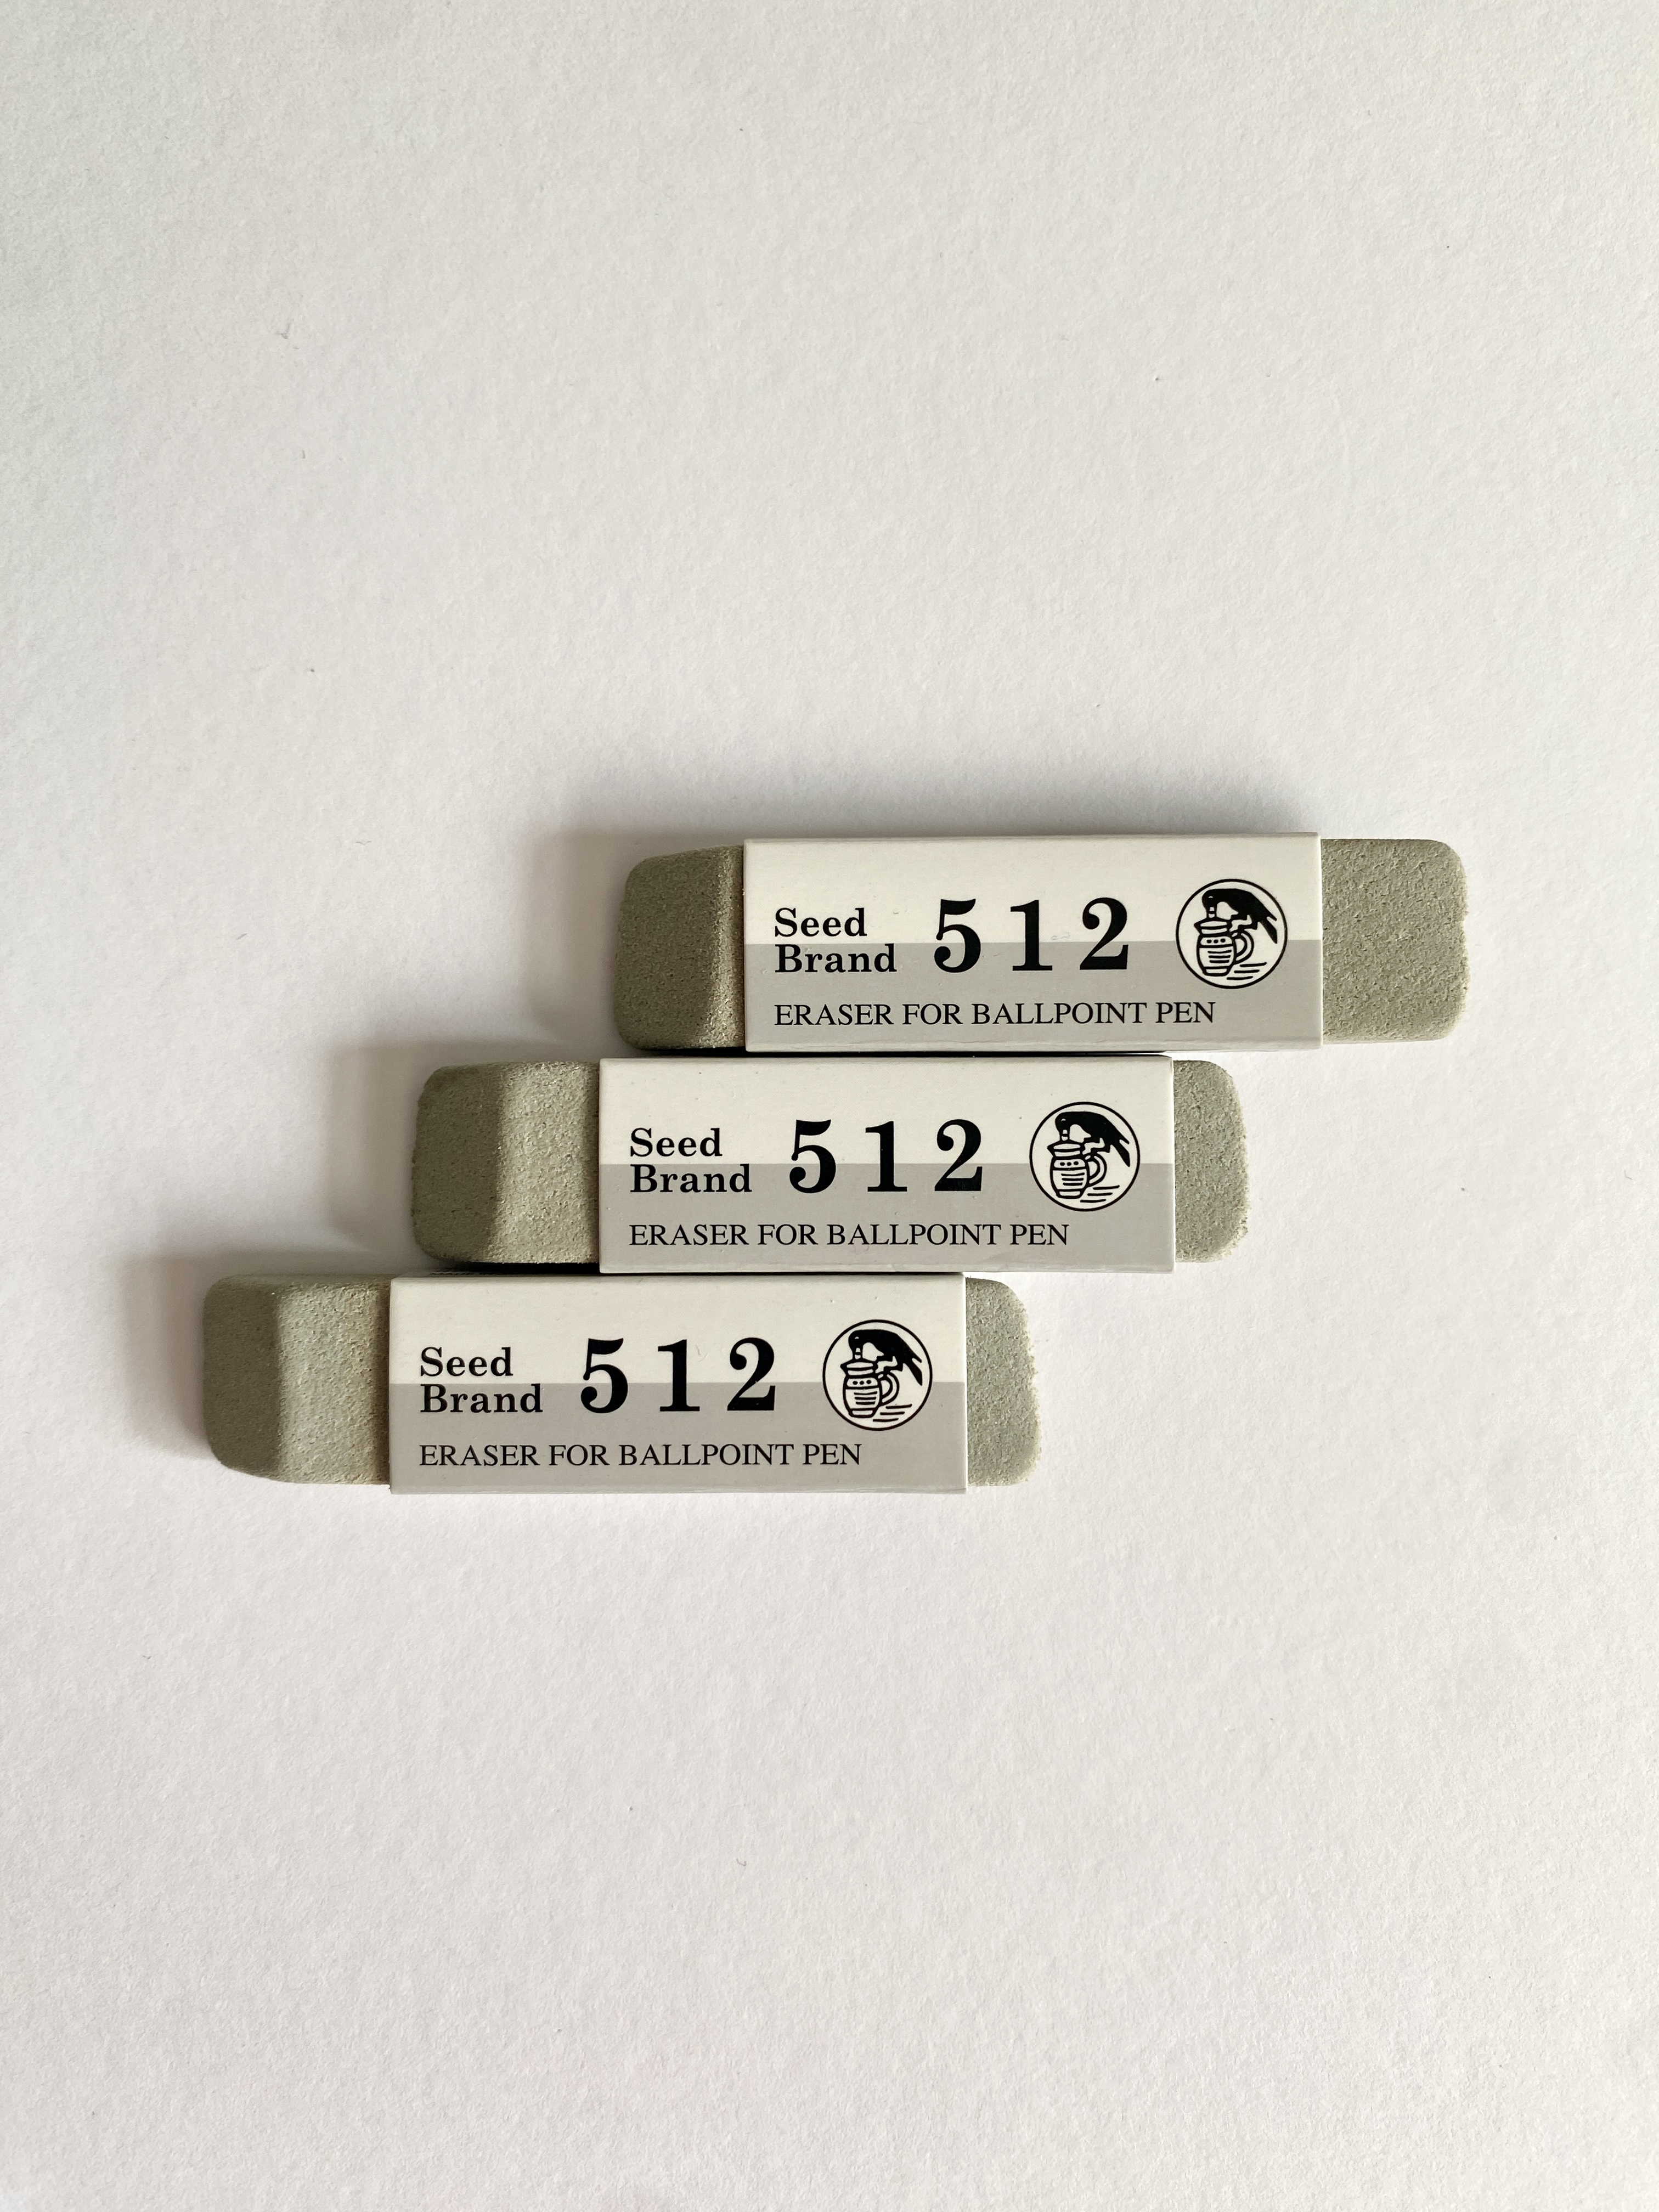 Seed
Brand
512
ERASER FOR BALLPOINT PEN
Seed
Brand
512
ERASER FOR BALLPOINT PEN
Seed
Brand
512
ERASER FOR BALLPOINT PEN